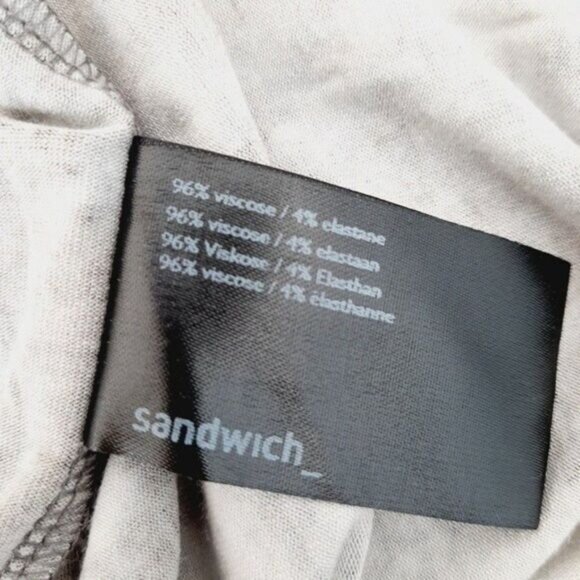 96% viscose / 4% elastane
96% viscose / 4% elastaan
96% Viskose / 4% Elasthan
96% viscose / 4% élasthanne
sandwich_